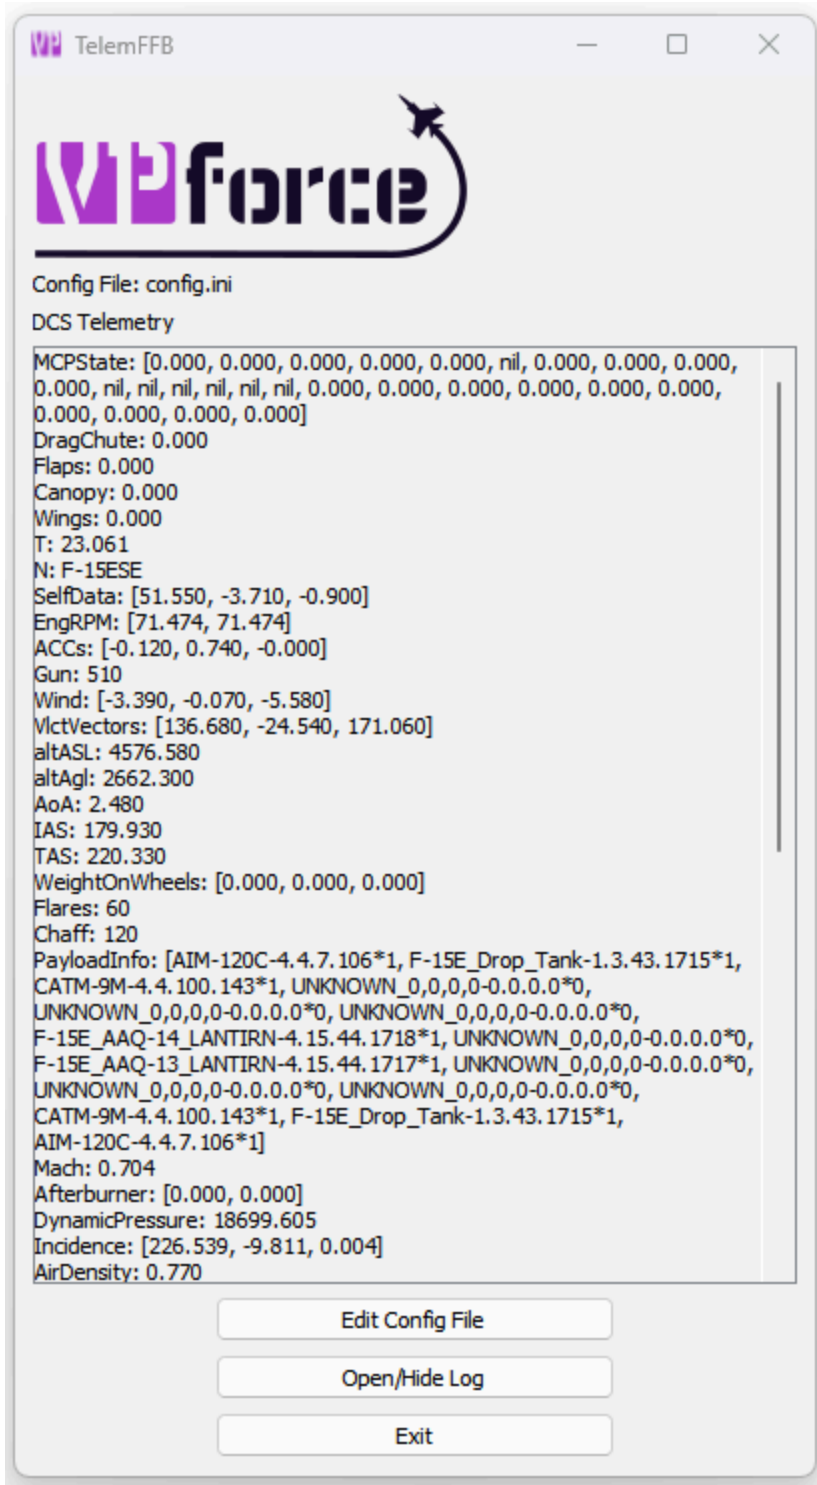 VP TelemFFB
VPforce
Config File: config.ini
DCS Telemetry
MCPState: [0.000, 0.000, 0.000, 0.000, 0.000, nil, 0.000, 0.000, 0.000,
0.000, nil, nil, nil, nil, nil, nil, 0.000, 0.000, 0.000, 0.000, 0.000, 0.000,
0.000, 0.000, 0.000, 0.000]
DragChute: 0.000
Flaps: 0.000
Canopy: 0.000
Wings: 0.000
T: 23.061
N: F-15ESE
SelfData: [51.550, -3.710, -0.900]
EngRPM: [71.474, 71.474]
ACCs: [-0.120, 0.740, -0.000]
Gun: 510
Wind: [-3.390, -0.070, -5.580]
VlctVectors: [136.680, -24.540, 171.060]
altASL: 4576.580
altAgl: 2662.300
AoA: 2.480
IAS: 179.930
TAS: 220.330
WeightOnWheels: [0.000, 0.000, 0.000]
Flares: 60
Chaff: 120
PayloadInfo: [AIM-120C-4.4.7.106*1, F-15E_Drop_Tank-1.3.43.1715*1,
CATM-9M-4.4.100.143*1, UNKNOWN_0,0,0,0-0.0.0.0*0,
UNKNOWN_0,0,0,0-0.0.0.0*0, UNKNOWN_0,0,0,0-0.0.0.0*0,
F-15E_AAQ-14_LANTIRN-4.15.44.1718*1, UNKNOWN_0,0,0,0-0.0.0.0*0,
F-15E_AAQ-13_LANTIRN-4.15.44.1717*1, UNKNOWN_0,0,0,0-0.0.0.0*0,
UNKNOWN_0,0,0,0-0.0.0.0*0, UNKNOWN_0,0,0,0-0.0.0.0*0,
CATM-9M-4.4.100.143*1, F-15E_Drop_Tank-1.3.43.1715*1,
AIM-120C-4.4.7.106*1]
Mach: 0.704
Afterburner: [0.000, 0.000]
DynamicPressure: 18699.605
Incidence: [226.539, -9.811, 0.004]
AirDensity: 0.770
Edit Config File
Open/Hide Log
Exit